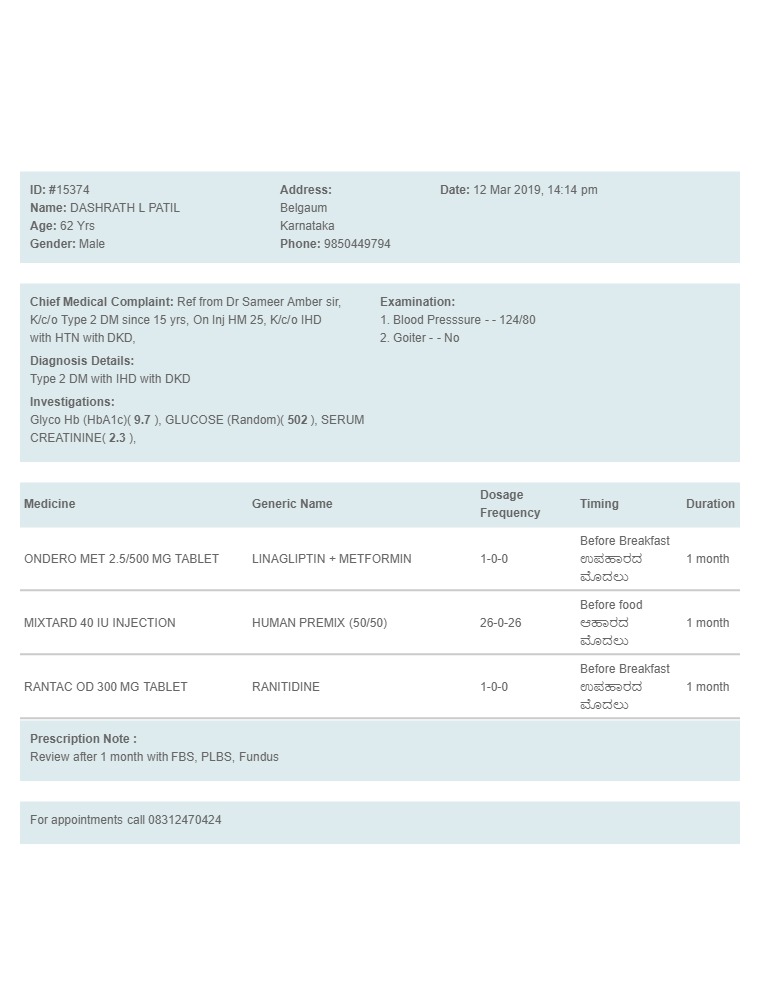 ID: #15374
Name: DASHRATH L PATIL
Age: 62 Yrs
Gender: Male
Address:
Belgaum
Karnataka
Phone: 9850449794
Date: 12 Mar 2019, 14:14 pm
Chief Medical Complaint: Ref from Dr Sameer Amber sir,
K/c/o Type 2 DM since 15 yrs, On Inj HM 25, K/c/o IHD
with HTN with DKD,
Diagnosis Details:
Type 2 DM with IHD with DKD
Investigations:
Glyco Hb (HbA1c)( 9.7 ), GLUCOSE (Random)( 502 ), SERUM
CREATININE( 2.3 ),
Examination:
1. Blood Presssure - - 124/80
2. Goiter - - No
Medicine Generic Name Dosage Frequency Timing Duration
ONDERO MET 2.5/500 MG TABLET LINAGLIPTIN + METFORMIN 1-0-0 Before Breakfast ಉಪಹಾರದ ಮೊದಲು 1 month
MIXTARD 40 IU INJECTION HUMAN PREMIX (50/50) 26-0-26 Before food ಆಹಾರದ ಮೊದಲು 1 month
RANTAC OD 300 MG TABLET RANITIDINE 1-0-0 Before Breakfast ಉಪಹಾರದ ಮೊದಲು 1 month
Prescription Note :
Review after 1 month with FBS, PLBS, Fundus
For appointments call 08312470424